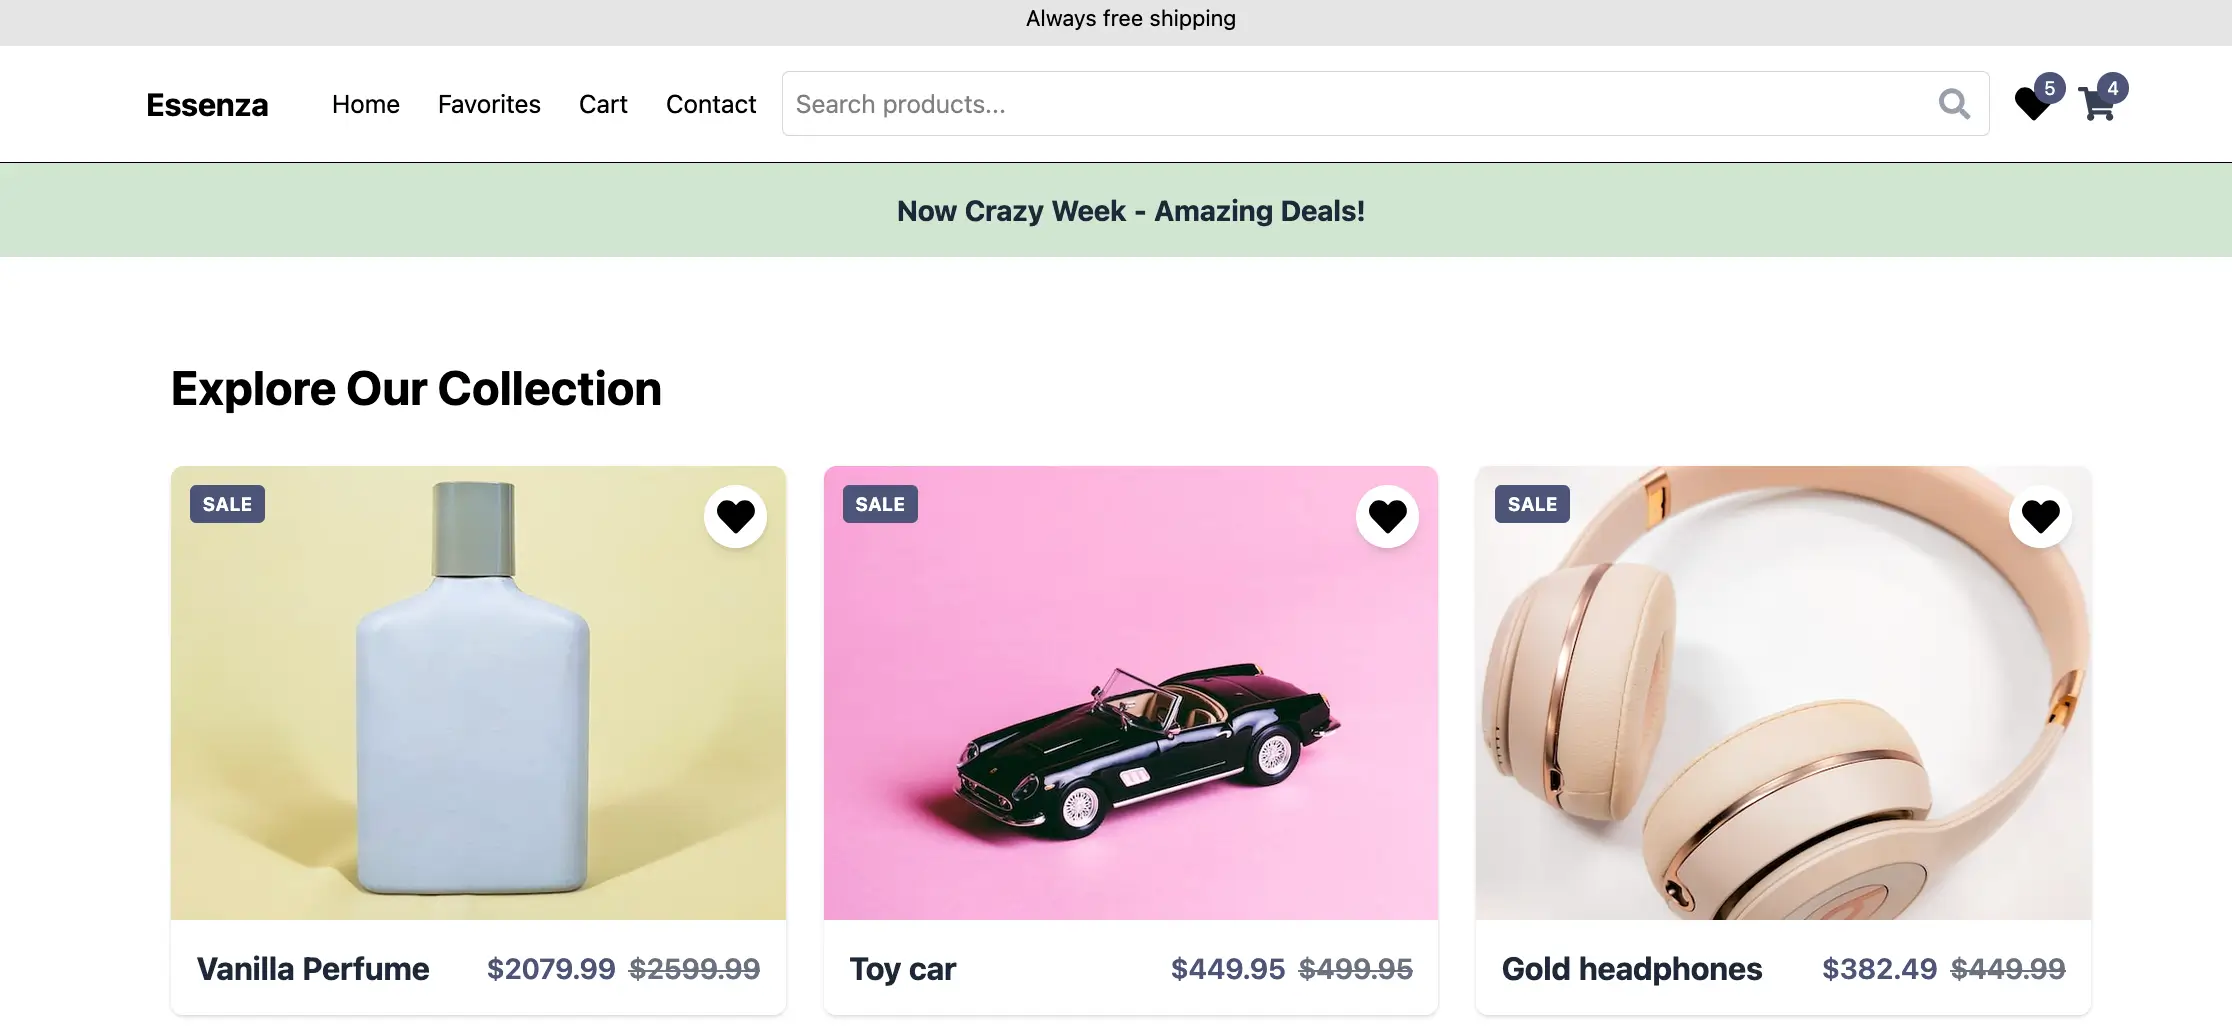 Always free shipping
Essenza Home Favorites Cart Contact Search products... 5 4
Now Crazy Week - Amazing Deals!
Explore Our Collection
SALE SALE SALE
Vanilla Perfume $2079.99 $2599.99 Toy car $449.95 $499.95 Gold headphones $382.49 $449.99